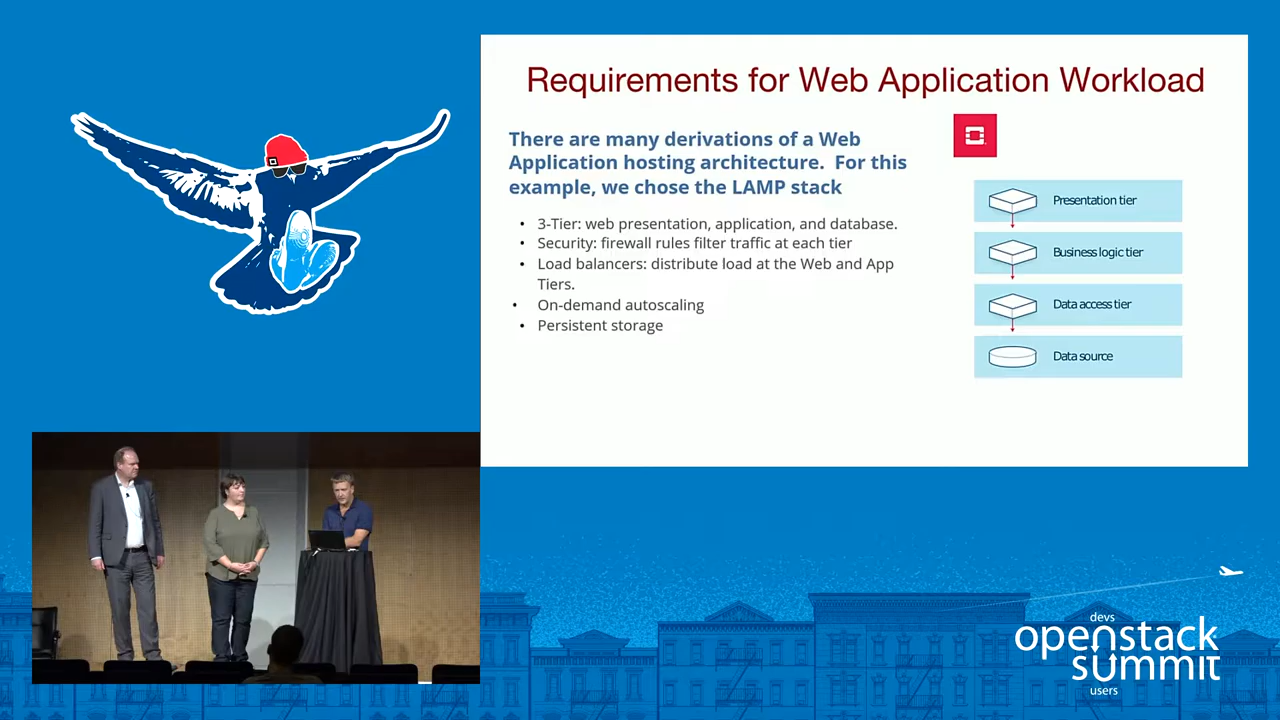 Requirements for Web Application Workload
There are many derivations of a Web
Application hosting architecture. For this
example, we chose the LAMP stack
• 3-Tier: web presentation, application, and database.
• Security: firewall rules filter traffic at each tier
• Load balancers: distribute load at the Web and App
Tiers.
• On-demand autoscaling
• Persistent storage
Presentation tier
Business logic tier
Data access tier
Data source
devs
openstack
summit
users